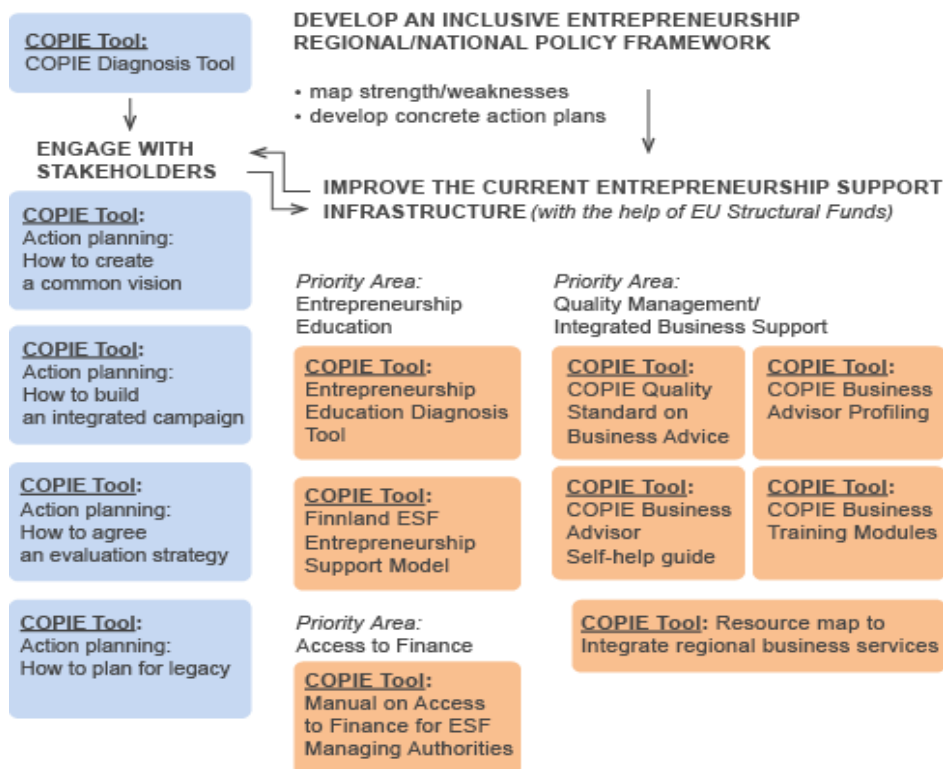 COPIE Tool:
COPIE Diagnosis Tool
DEVELOP AN INCLUSIVE ENTREPRENEURSHIP
REGIONAL/NATIONAL POLICY FRAMEWORK
• map strength/weaknesses
• develop concrete action plans
ENGAGE WITH
STAKEHOLDERS
IMPROVE THE CURRENT ENTREPRENEURSHIP SUPPORT
INFRASTRUCTURE (with the help of EU Structural Funds)
COPIE Tool:
Action planning:
How to create
a common vision
COPIE Tool:
Action planning:
How to build
an integrated campaign
COPIE Tool:
Action planning:
How to agree
an evaluation strategy
COPIE Tool:
Action planning:
How to plan for legacy
Priority Area:
Entrepreneurship
Education
COPIE Tool:
Entrepreneurship
Education Diagnosis
Tool
COPIE Tool:
Finnland ESF
Entrepreneurship
Support Model
Priority Area:
Access to Finance
COPIE Tool:
Manual on Access
to Finance for ESF
Managing Authorities
Priority Area:
Quality Management/
Integrated Business Support
COPIE Tool:
COPIE Quality
Standard on
Business Advice
COPIE Tool:
COPIE Business
Advisor Profiling
COPIE Tool:
COPIE Business
Advisor
Self-help guide
COPIE Tool:
COPIE Business
Training Modules
COPIE Tool: Resource map to
Integrate regional business services